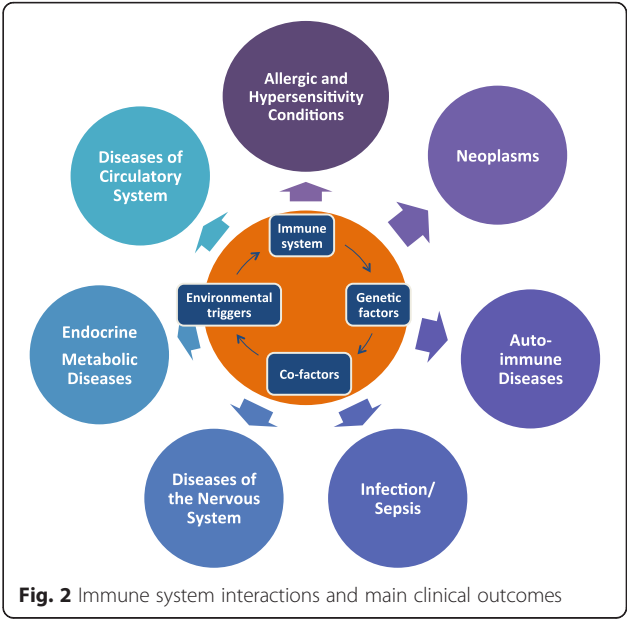 Allergic and
Hypersensitivity
Conditions
Neoplasms
Auto-
immune
Diseases
Infection/
Sepsis
Diseases of
the Nervous
System
Endocrine
Metabolic
Diseases
Diseases of
Circulatory
System
Immune
system
Genetic
factors
Co-factors
Environmental
triggers
Fig. 2 Immune system interactions and main clinical outcomes